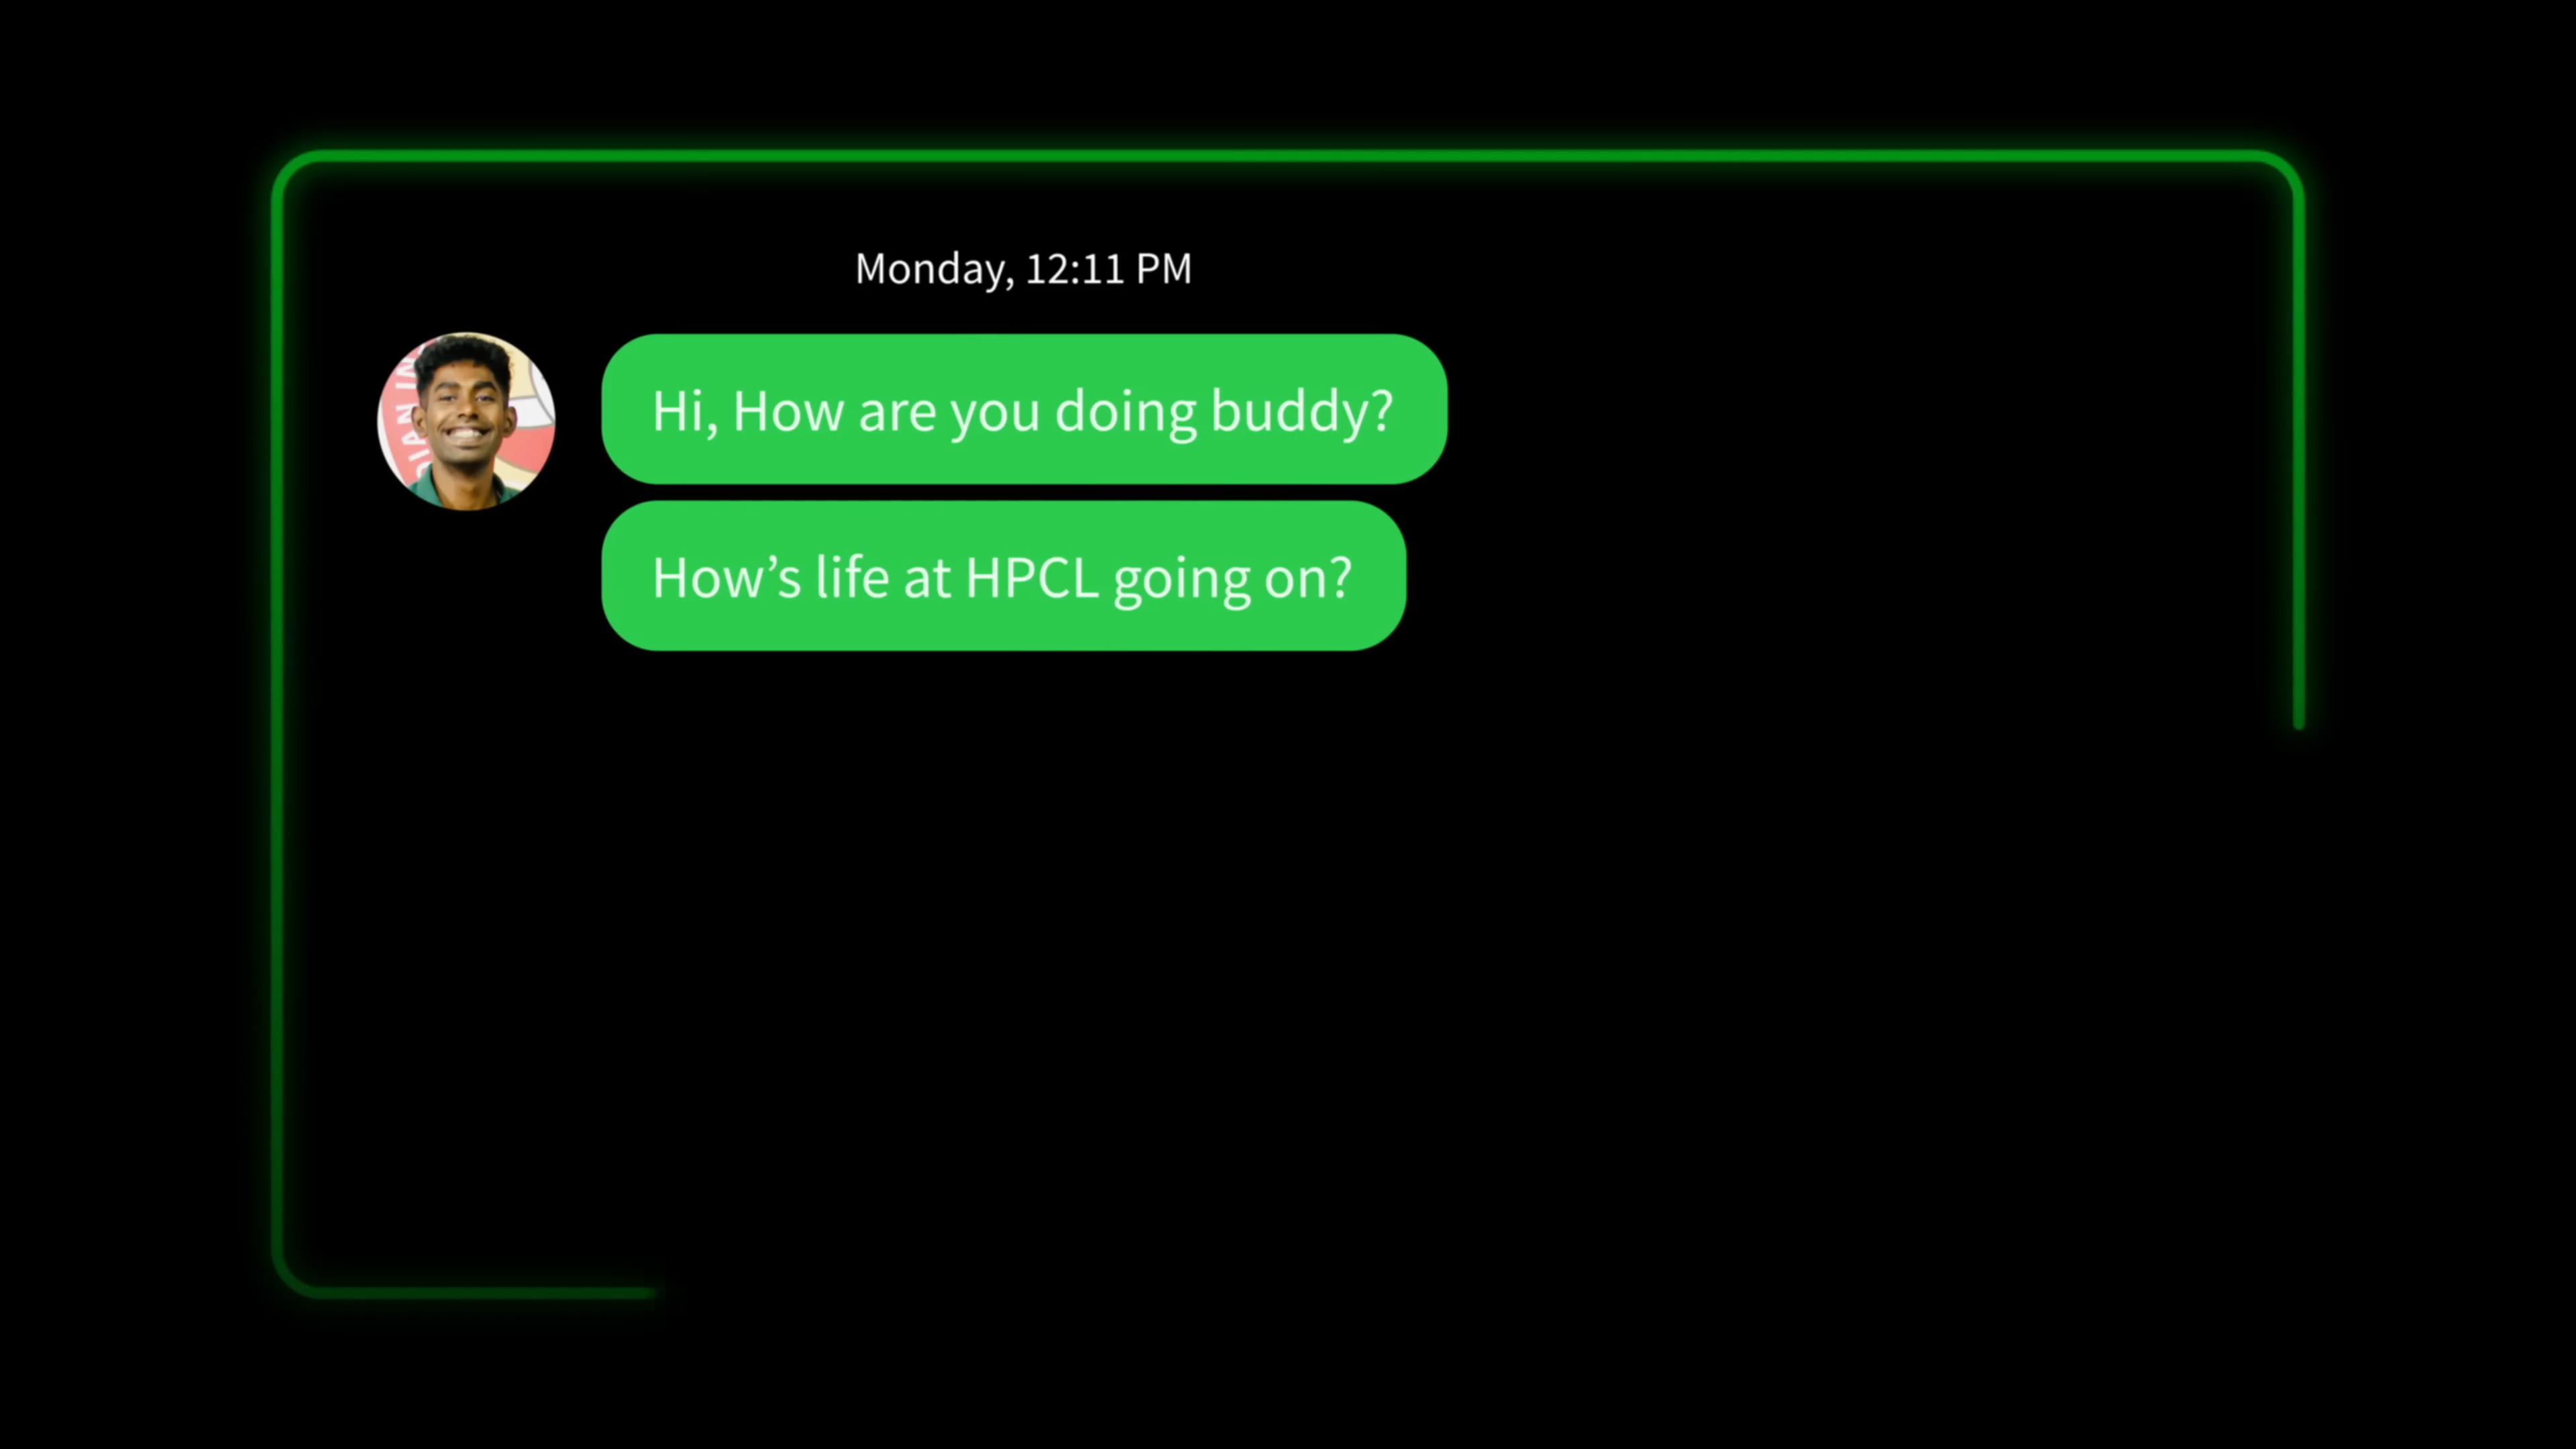 Monday, 12:11 PM
Hi, How are you doing buddy?
How’s life at HPCL going on?